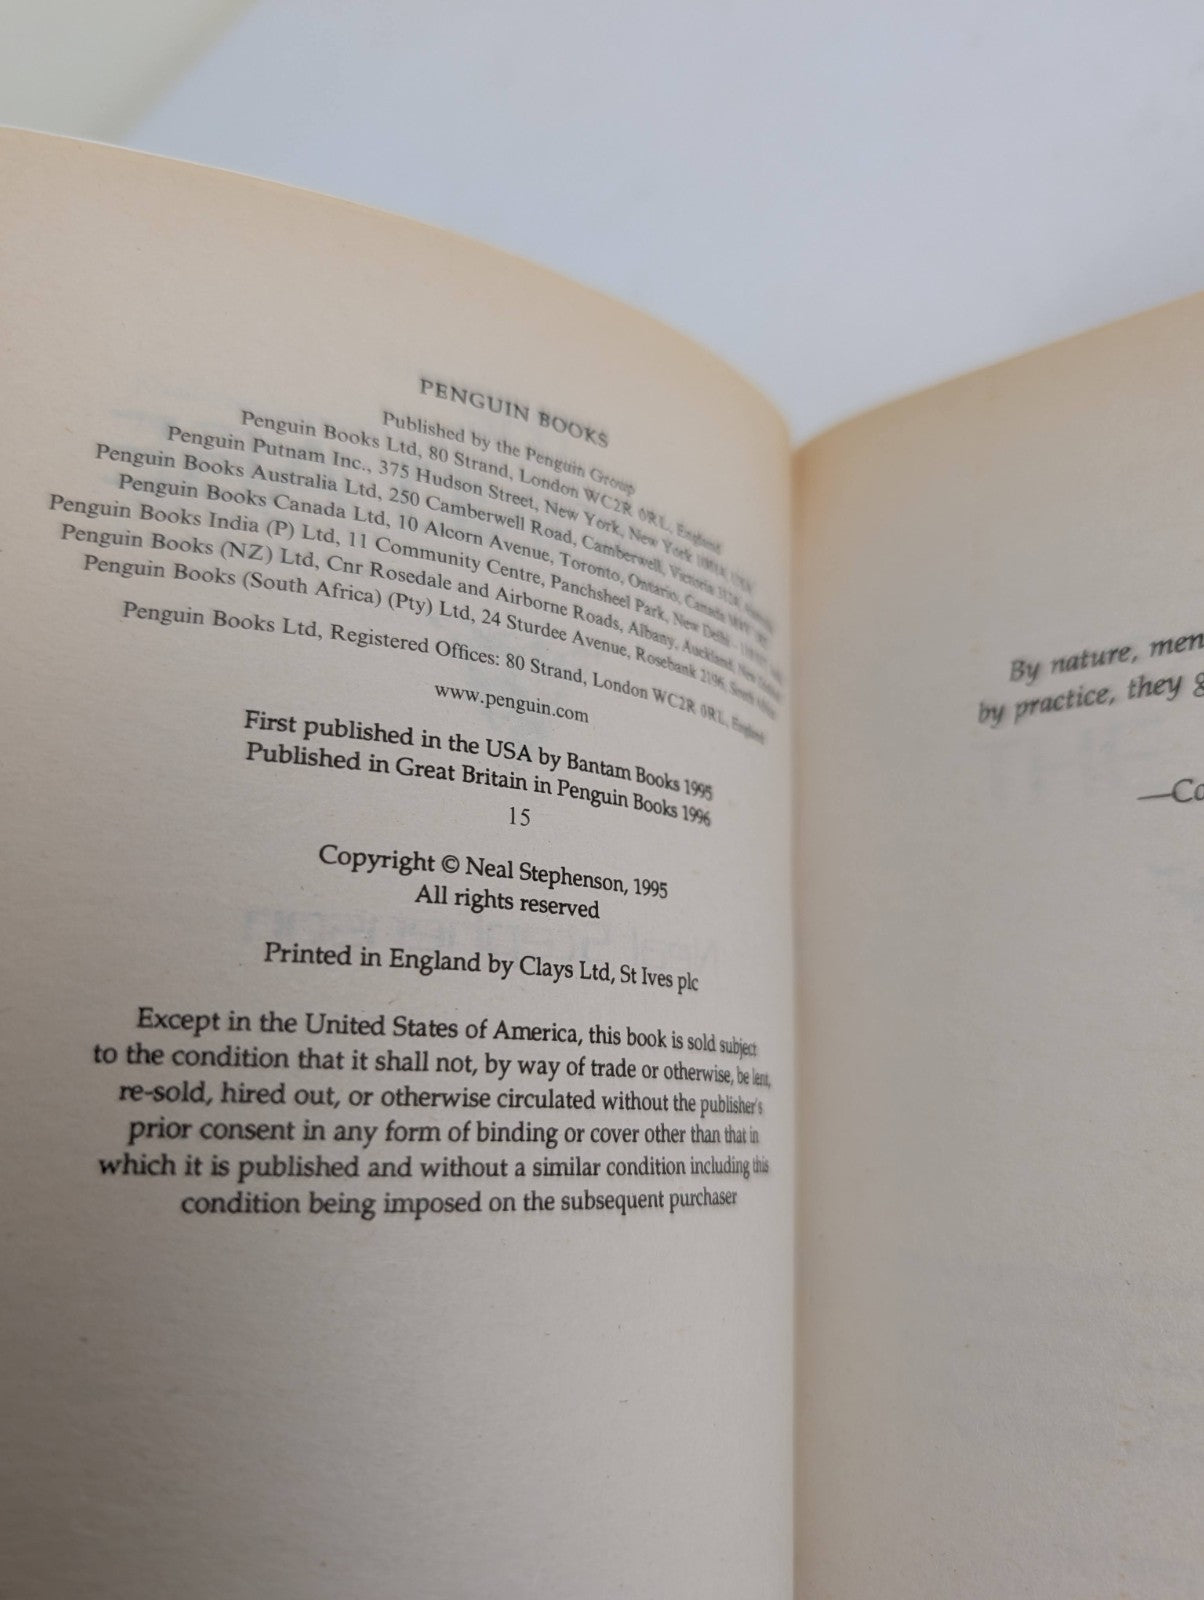 PENGUIN BOOKS
Published by the Penguin Group
Penguin Books Ltd, 80 Strand, London WC2R 0RL, England
Penguin Putnam Inc., 375 Hudson Street, New York, New York 10014, USA
Penguin Books Australia Ltd, 250 Camberwell Road, Camberwell, Victoria 3124, Australia
Penguin Books Canada Ltd, 10 Alcorn Avenue, Toronto, Ontario, Canada
Penguin Books India (P) Ltd, 11 Community Centre, Panchsheel Park, New Delhi –
Penguin Books (NZ) Ltd, Cnr Rosedale and Airborne Roads, Albany, Auckland, New Zealand
Penguin Books (South Africa) (Pty) Ltd, 24 Sturdee Avenue, Rosebank 2196, South Africa
Penguin Books Ltd, Registered Offices: 80 Strand, London WC2R 0RL, England
www.penguin.com
First published in the USA by Bantam Books 1995
Published in Great Britain in Penguin Books 1996
15
Copyright © Neal Stephenson, 1995
All rights reserved
Printed in England by Clays Ltd, St Ives plc
Except in the United States of America, this book is sold subject
to the condition that it shall not, by way of trade or otherwise, be lent,
re-sold, hired out, or otherwise circulated without the publisher's
prior consent in any form of binding or cover other than that in
which it is published and without a similar condition including this
condition being imposed on the subsequent purchaser
By nature, men
by practice, they g
—Co